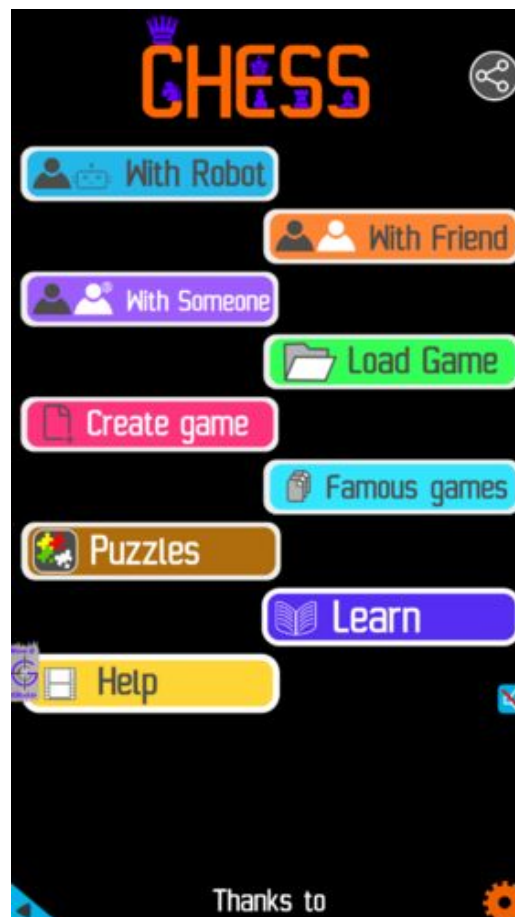 CHESS
With Robot
With Friend
With Someone
Load Game
Create game
Famous games
Puzzles
Learn
Help
Thanks to